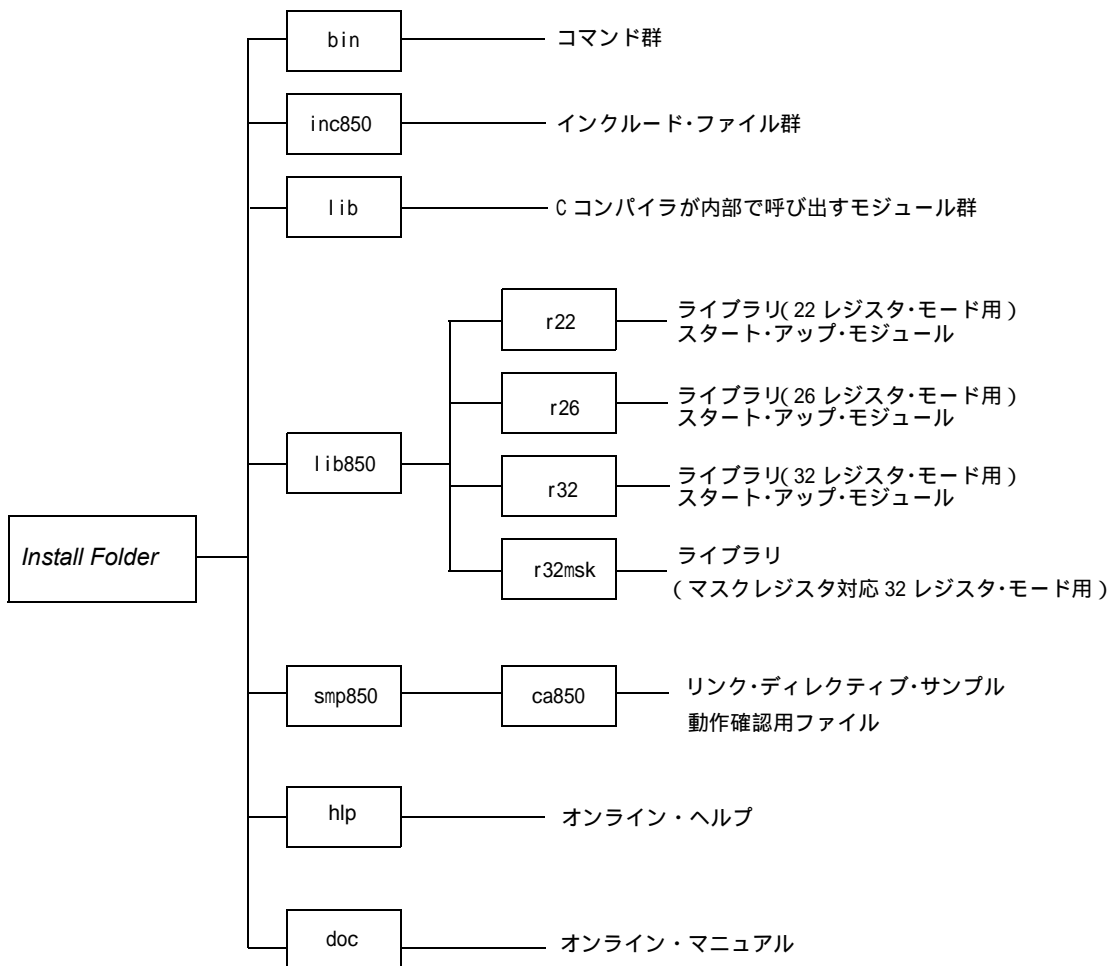 bin
コマンド群
inc850
インクルード・ファイル群
lib
C コンパイラが内部で呼び出すモジュール群
r22
ライブラリ( 22 レジスタ・モード用 )
スタート・アップ・モジュール
r26
ライブラリ( 26 レジスタ・モード用 )
スタート・アップ・モジュール
lib850
r32
ライブラリ( 32 レジスタ・モード用 )
スタート・アップ・モジュール
Install Folder
r32msk
ライブラリ
( マスクレジスタ対応 32 レジスタ・モード用 )
smp850
ca850
リンク・ディレクティブ・サンプル
動作確認用ファイル
hlp
オンライン・ヘルプ
doc
オンライン・マニュアル